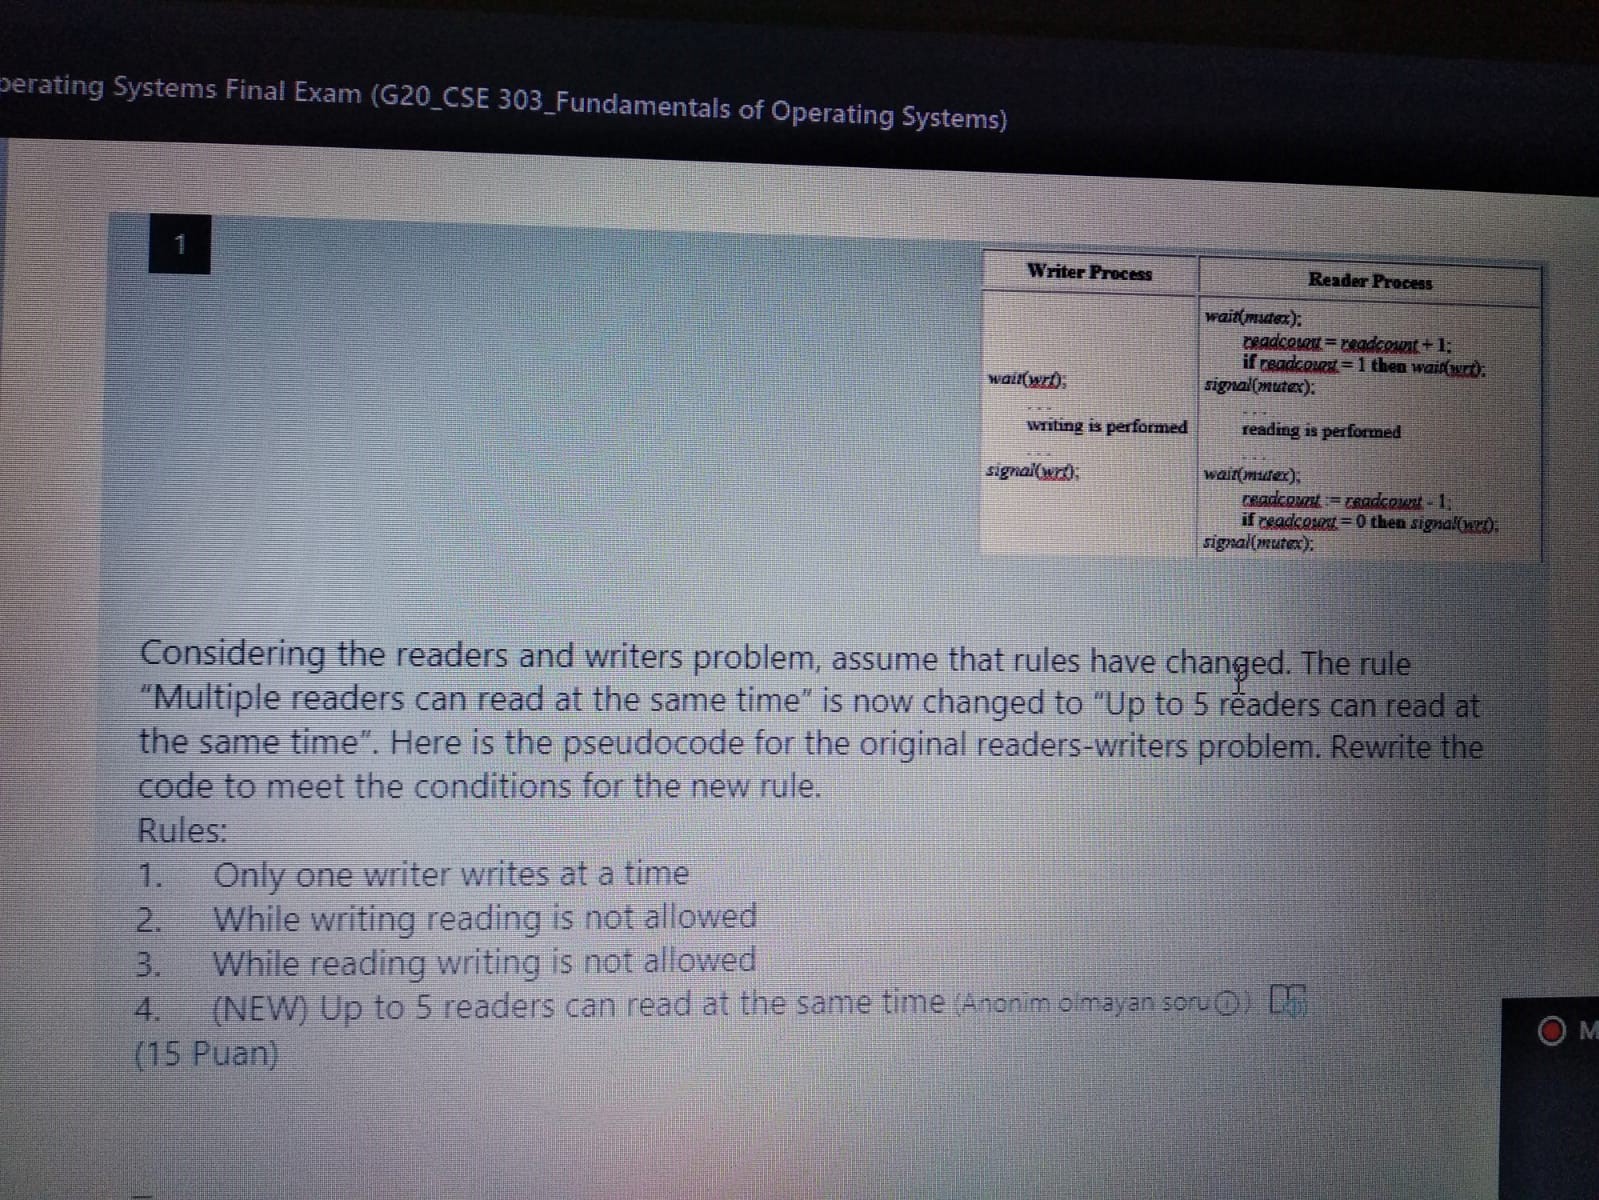 perating Systems Final Exam (G20_CSE 303_Fundamentals of Operating Systems)
1
Writer Process
Reader Process
wait(wrt);
. . .
writing is performed
. . .
signal(wrt);
wait(mutex);
readcount = readcount + 1;
if readcount = 1 then wait(wrt);
signal(mutex);
. . .
reading is performed
. . .
wait(mutex);
readcount := readcount - 1;
if readcount = 0 then signal(wrt);
signal(mutex);
Considering the readers and writers problem, assume that rules have changed. The rule
“Multiple readers can read at the same time” is now changed to “Up to 5 readers can read at
the same time”. Here is the pseudocode for the original readers-writers problem. Rewrite the
code to meet the conditions for the new rule.
Rules:
1. Only one writer writes at a time
2. While writing reading is not allowed
3. While reading writing is not allowed
4. (NEW) Up to 5 readers can read at the same time (Anonim olmayan soru)
(15 Puan)
M